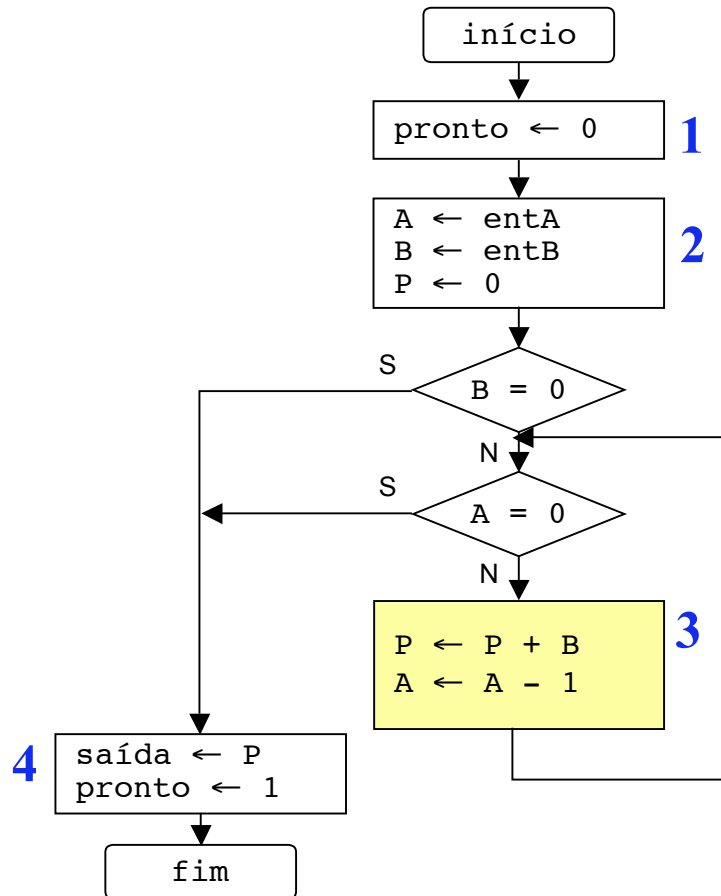 início
pronto ← 0
1
A ← entA
B ← entB
P ← 0
2
S
B = 0
N
S
A = 0
N
3
P ← P + B
A ← A - 1
4
saída ← P
pronto ← 1
fim